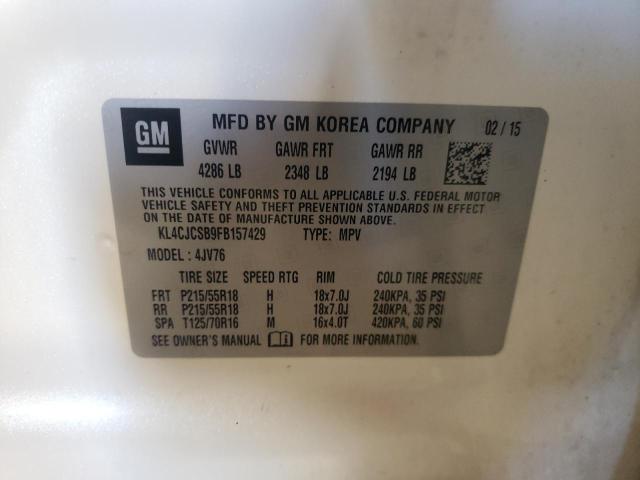 GM MFD BY GM KOREA COMPANY 02 / 15
GVWR GAWR FRT GAWR RR
4286 LB 2348 LB 2194 LB
THIS VEHICLE CONFORMS TO ALL APPLICABLE U.S. FEDERAL MOTOR
VEHICLE SAFETY AND THEFT PREVENTION STANDARDS IN EFFECT
ON THE DATE OF MANUFACTURE SHOWN ABOVE.
KL4CJCSB9FB157429 TYPE: MPV
MODEL : 4JV76
TIRE SIZE SPEED RTG RIM COLD TIRE PRESSURE
FRT P215/55R18 H 18x7.0J 240KPA, 35 PSI
RR P215/55R18 H 18x7.0J 240KPA, 35 PSI
SPA T125/70R16 M 16x4.0T 420KPA, 60 PSI
SEE OWNER'S MANUAL FOR MORE INFORMATION.